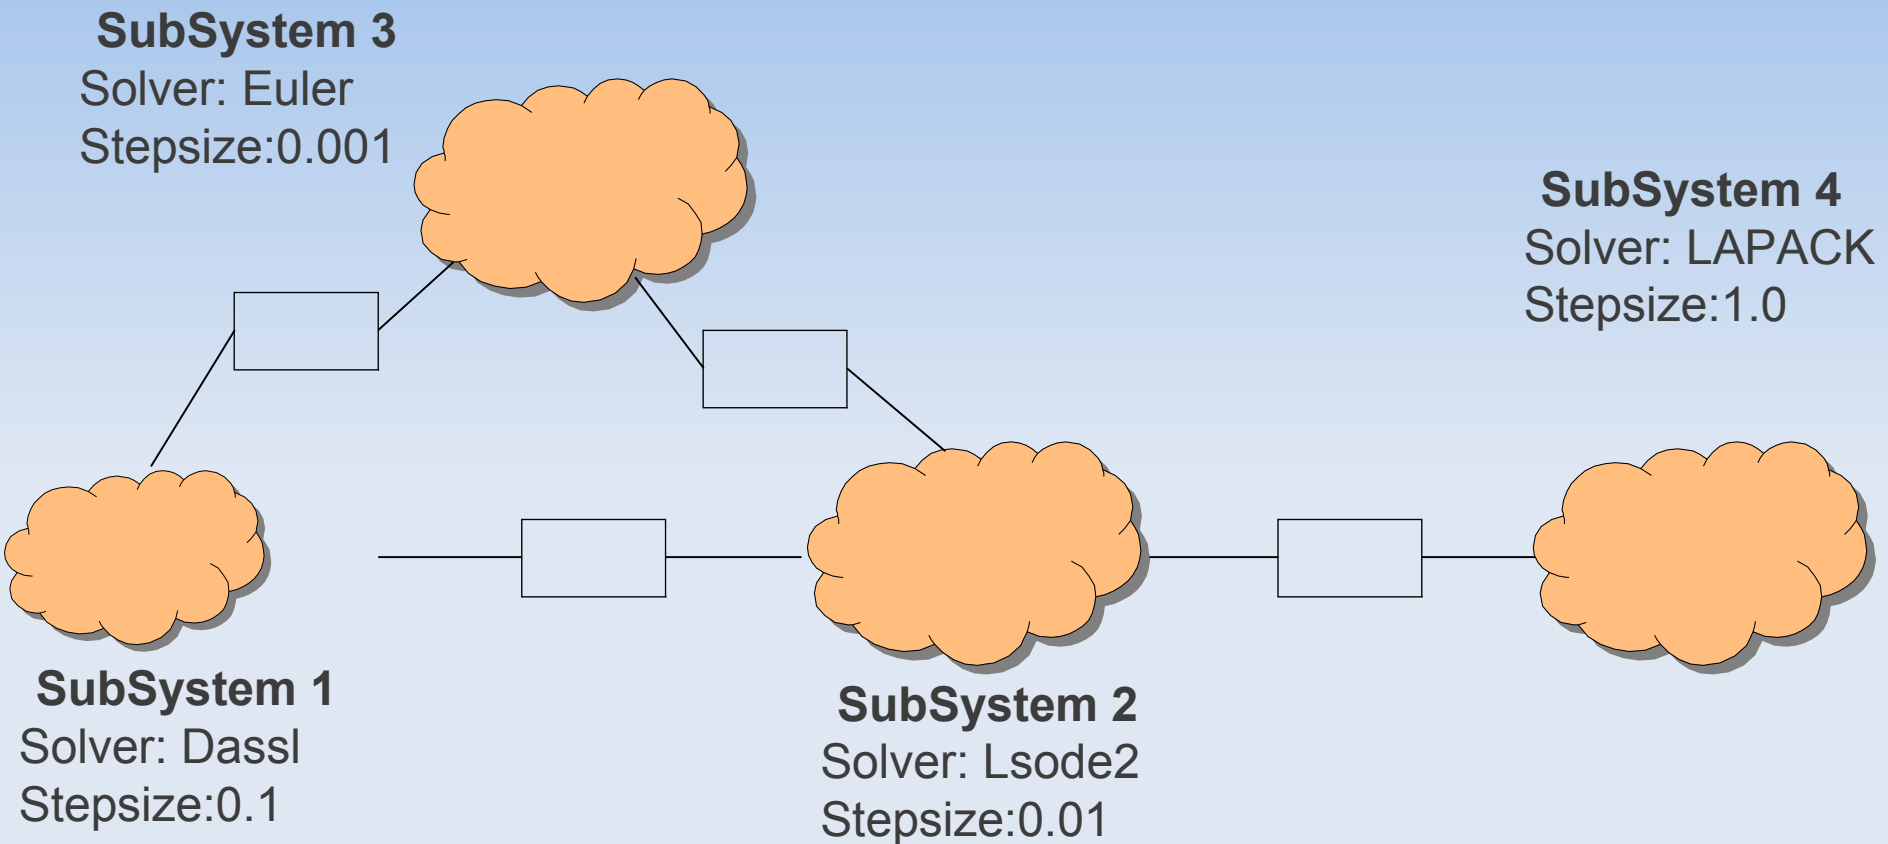 SubSystem 3
Solver: Euler
Stepsize:0.001
SubSystem 4
Solver: LAPACK
Stepsize:1.0
SubSystem 1
Solver: Dassl
Stepsize:0.1
SubSystem 2
Solver: Lsode2
Stepsize:0.01